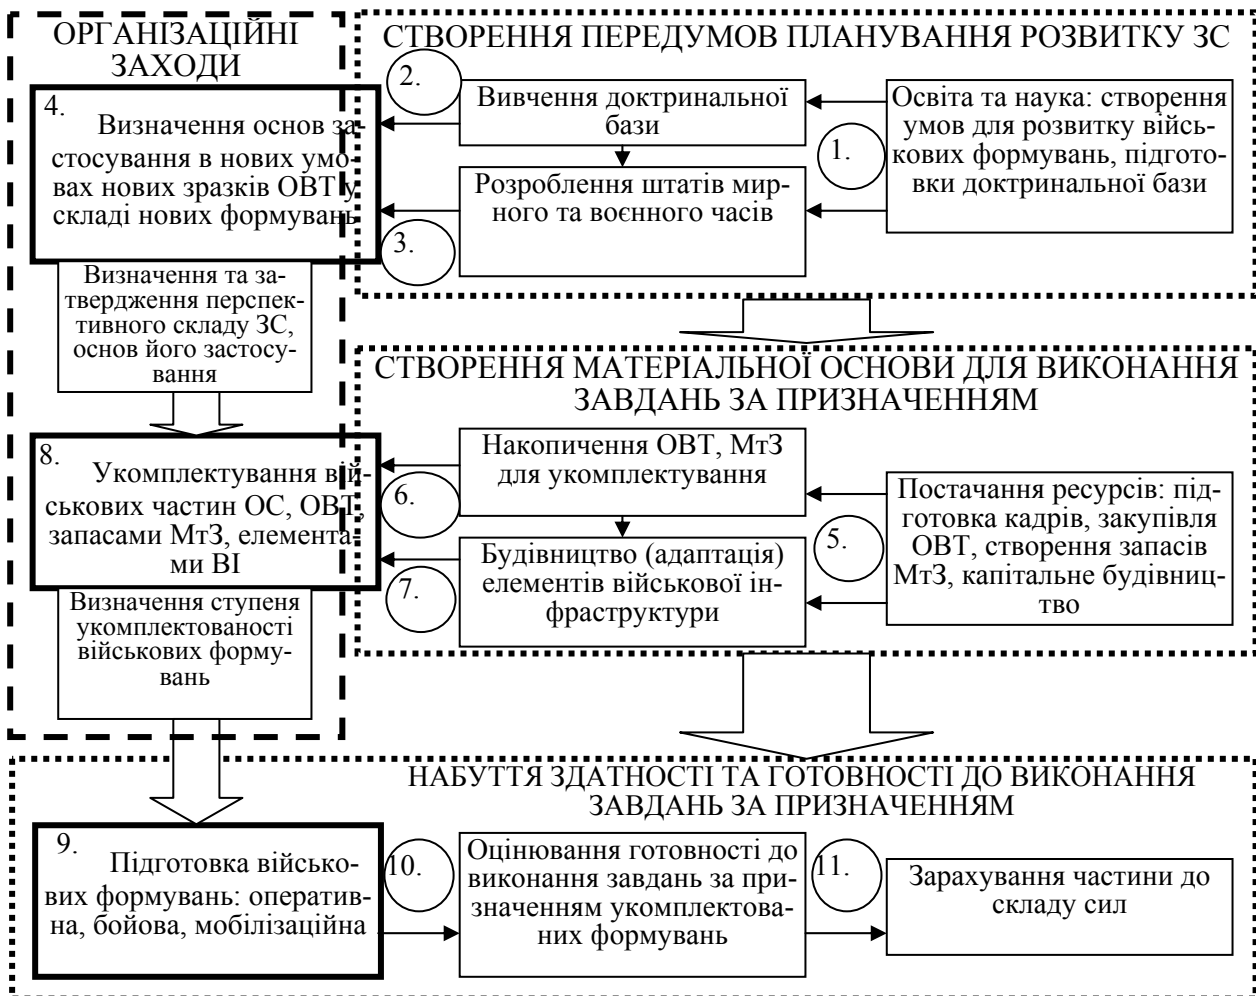 ОРГАНІЗАЦІЙНІ
ЗАХОДИ
4.
Визначення основ за-
стосування в нових умо-
вах нових зразків ОВТ у
складі нових формувань
Визначення та за-
твердження перспек-
тивного складу ЗС,
основ його застосу-
вання
8.
Укомплектування вій-
ськових частин ОС, ОВТ,
запасами МтЗ, елемента-
ми ВІ
Визначення ступеня
укомплектованості
військових форму-
вань
СТВОРЕННЯ ПЕРЕДУМОВ ПЛАНУВАННЯ РОЗВИТКУ ЗС
2.
Вивчення доктринальної
бази
Розроблення штатів мир-
ного та воєнного часів
3.
1.
Освіта та наука: створення
умов для розвитку війсь-
кових формувань, підгото-
вки доктринальної бази
СТВОРЕННЯ МАТЕРІАЛЬНОЇ ОСНОВИ ДЛЯ ВИКОНАННЯ
ЗАВДАНЬ ЗА ПРИЗНАЧЕННЯМ
Накопичення ОВТ, МтЗ
для укомплектування
6.
Будівництво (адаптація)
елементів військової ін-
фраструктури
7.
5.
Постачання ресурсів: під-
готовка кадрів, закупівля
ОВТ, створення запасів
МтЗ, капітальне будівниц-
тво
НАБУТТЯ ЗДАТНОСТІ ТА ГОТОВНОСТІ ДО ВИКОНАННЯ
ЗАВДАНЬ ЗА ПРИЗНАЧЕННЯМ
9.
Підготовка військо-
вих формувань: оператив-
на, бойова, мобілізаційна
10.
Оцінювання готовності до
виконання завдань за при-
значенням укомплектова-
них формувань
11.
Зарахування частини до
складу сил